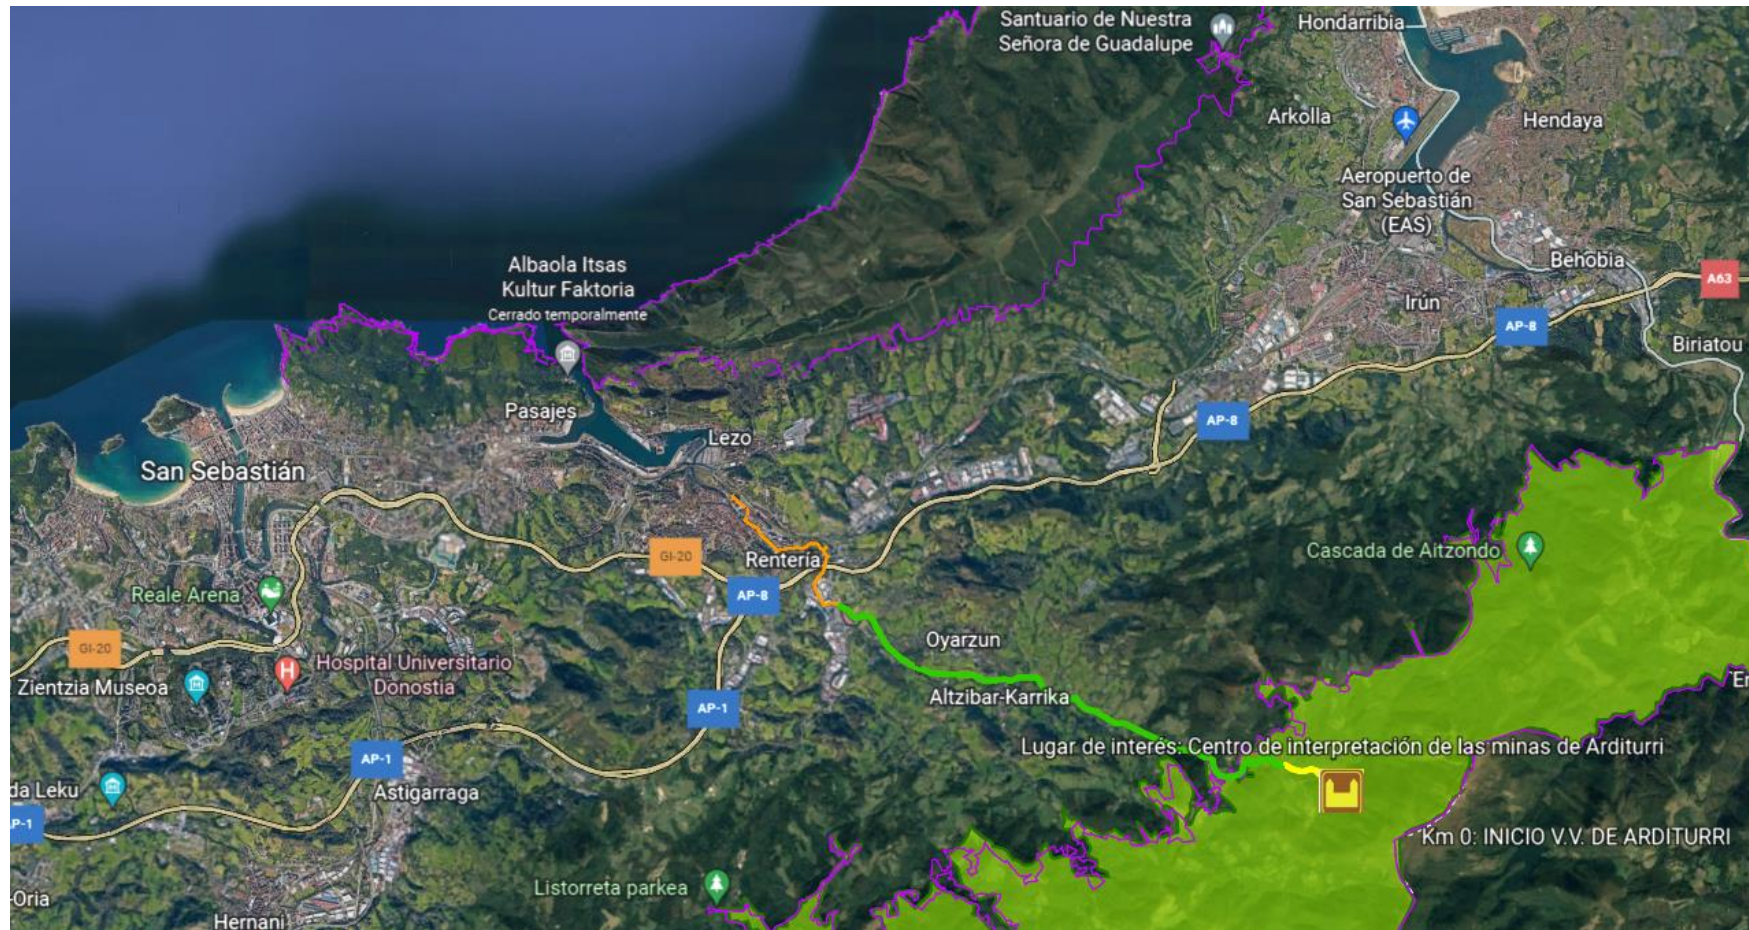 Santuario de Nuestra
Señora de Guadalupe
Hondarribia
Arkolla
Hendaya
Aeropuerto de
San Sebastián
(EAS)
Albaola Itsas
Kultur Faktoria
Cerrado temporalmente
Behobia
A63
Irún
AP-8
Biriatou
Pasajes
AP-8
Lezo
San Sebastián
GI-20
Rentería
Cascada de Aitzondo
Reale Arena
AP-8
Oyarzun
GI-20
Hospital Universitario
Donostia
Zientzia Museoa
Altzibar-Karrika
AP-1
Lugar de interés: Centro de interpretación de las minas de Arditurri
AP-1
da Leku
Astigarraga
P-1
Km 0: INICIO V.V. DE ARDITURRI
Listorreta parkea
-Oria
Hernani